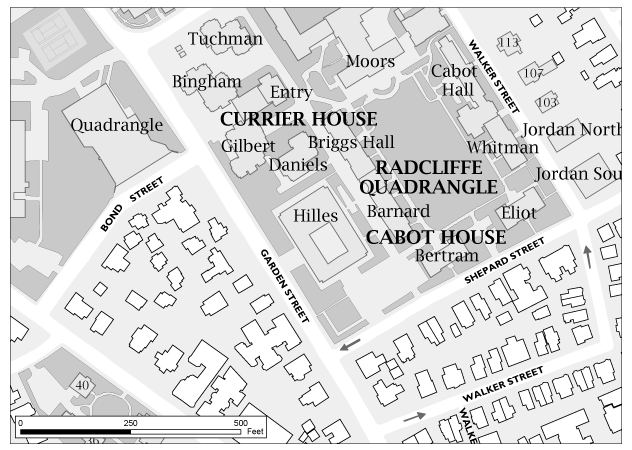 Tuchman
Moors
WALKER STREET
113
Bingham
Cabot
Hall
107
Entry
103
Quadrangle
CURRIER HOUSE
Gilbert
Briggs Hall
Jordan North
Whitman
Daniels
RADCLIFFE
QUADRANGLE
Jordan Sou
BOND STREET
Hilles
Barnard
Eliot
CABOT HOUSE
Bertram
SHEPARD STREET
GARDEN STREET
WALKER STREET
40
WALKER
0 250 500
Feet
36